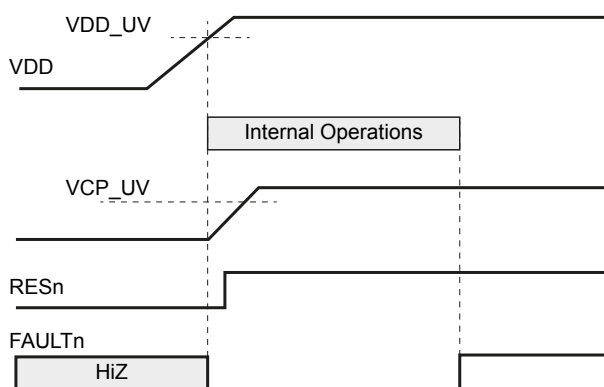 VDD_UV
VDD
Internal Operations
VCP_UV
RESn
FAULTn
HiZ